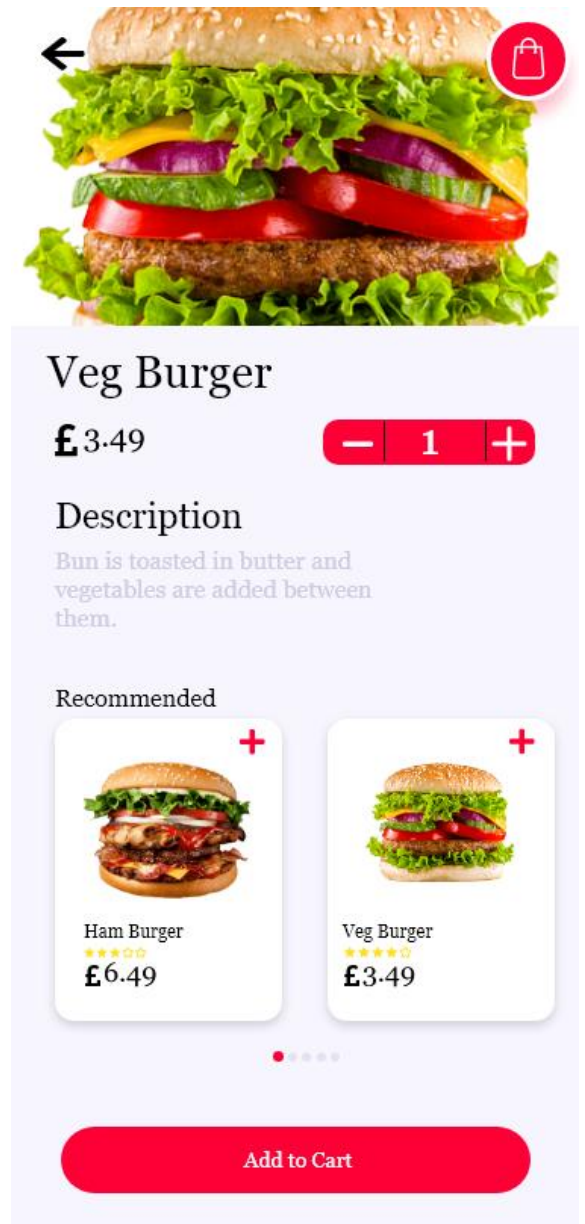 Veg Burger
£3.49
1
Description
Bun is toasted in butter and
vegetables are added between
them.
Recommended
Ham Burger
£6.49
Veg Burger
£3.49
Add to Cart